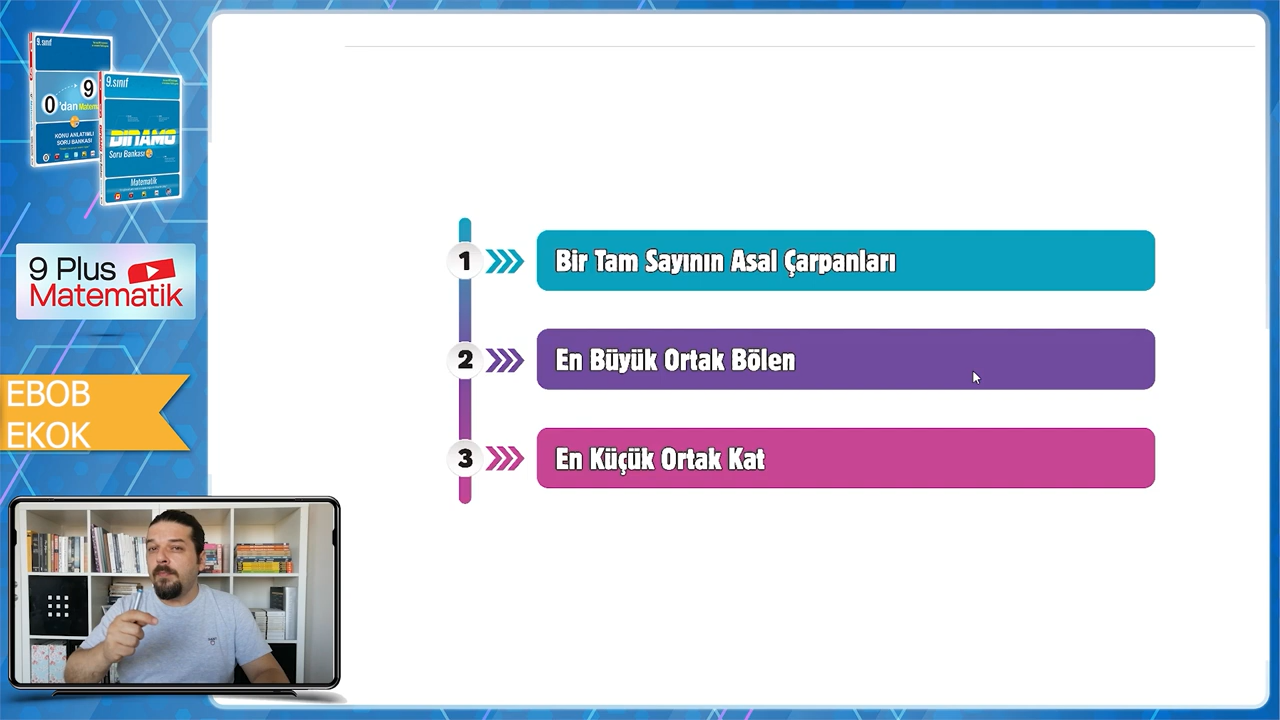 9.sınıf
0
9
'dan Matem
KONU ANLATIMLI
SORU BANKASI
9.sınıf
DİNAMO
Soru Bankası
Matematik
9 Plus
Matematik
EBOB
EKOK
1
Bir Tam Sayının Asal Çarpanları
2
En Büyük Ortak Bölen
3
En Küçük Ortak Kat